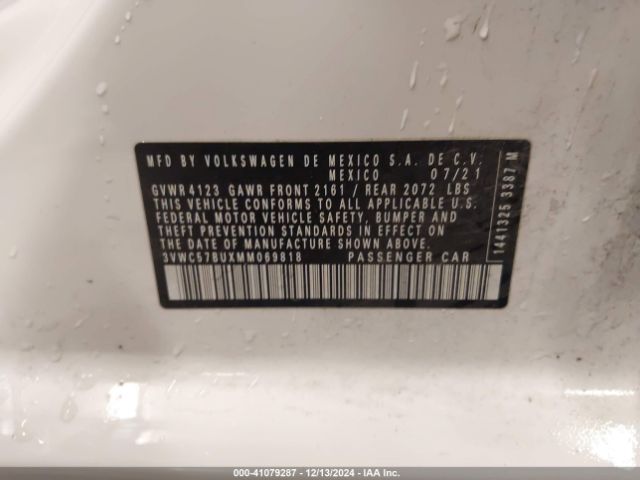 MFD BY VOLKSWAGEN DE MEXICO S.A. DE C.V.
MEXICO 07/21
GVWR 4123 GAWR FRONT 2161 / REAR 2072 LBS
THIS VEHICLE CONFORMS TO ALL APPLICABLE U.S.
FEDERAL MOTOR VEHICLE SAFETY, BUMPER AND
THEFT PREVENTION STANDARDS IN EFFECT ON THE
DATE OF MANUFACTURE SHOWN ABOVE.
3VWC57BUXMM069818 PASSENGER CAR
1441325 3387 M
000-41079287 - 12/13/2024 - IAA Inc.